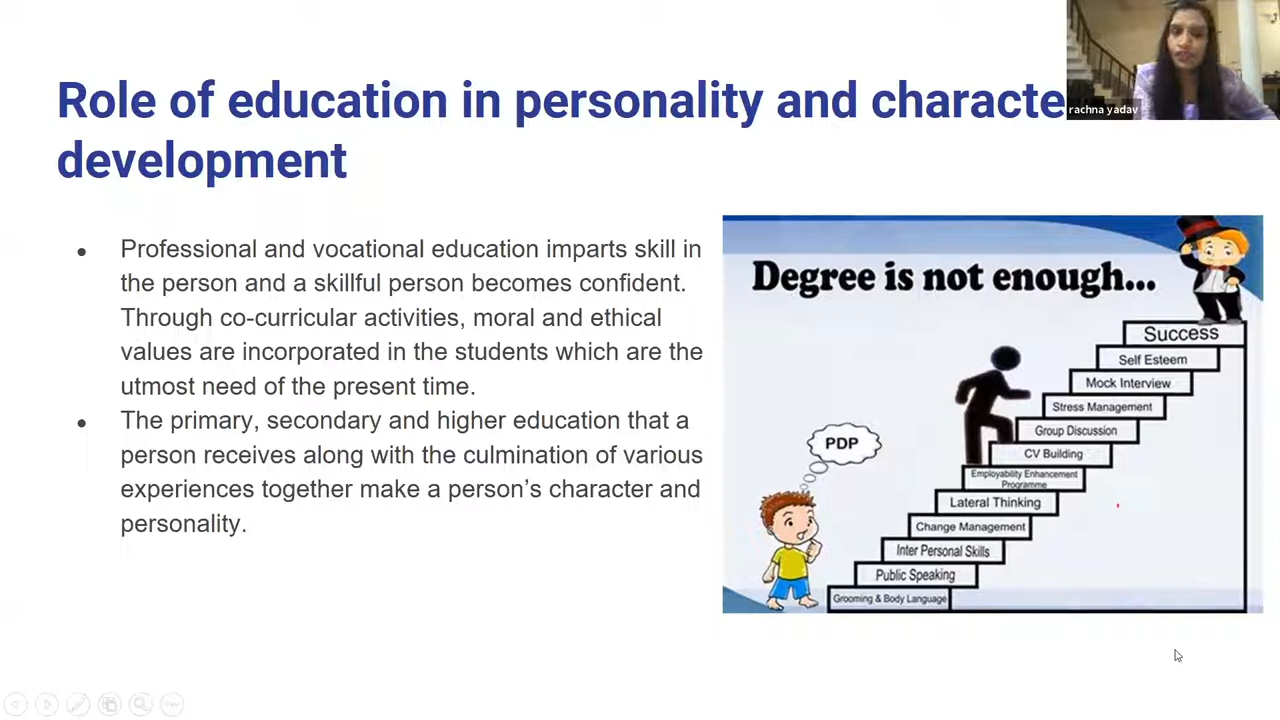 Role of education in personality and characte
development
rachna yadav
Professional and vocational education imparts skill in
the person and a skillful person becomes confident.
Through co-curricular activities, moral and ethical
values are incorporated in the students which are the
utmost need of the present time.
The primary, secondary and higher education that a
person receives along with the culmination of various
experiences together make a person’s character and
personality.
Degree is not enough...
Success
Self Esteem
Mock Interview
Stress Management
Group Discussion
CV Building
Employability Enhancement
Programme
Lateral Thinking
Change Management
Inter Personal Skills
Public Speaking
Grooming & Body Language
PDP